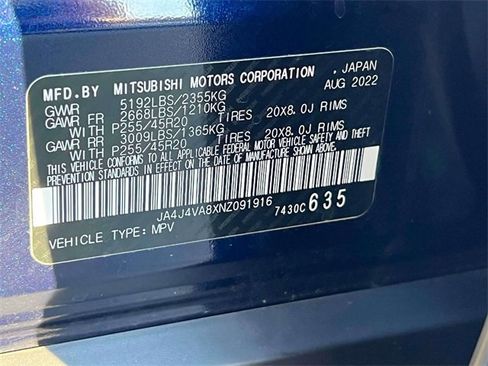 MFD.BY MITSUBISHI MOTORS CORPORATION , JAPAN
GVWR 5192LBS/2355KG AUG 2022
GAWR FR 2668LBS/1210KG
WITH P255/45R20 TIRES 20X8.0J RIMS
GAWR RR 3009LBS/1365KG
WITH P255/45R20 TIRES 20X8.0J RIMS
THIS VEHICLE CONFORMS TO ALL APPLICABLE FEDERAL MOTOR VEHICLE SAFETY AND THEFT
PREVENTION STANDARDS IN EFFECT ON THE DATE OF MANUFACTURE SHOWN ABOVE.
JA4J4VA8XNZ091916 7430C 635
VEHICLE TYPE:MPV